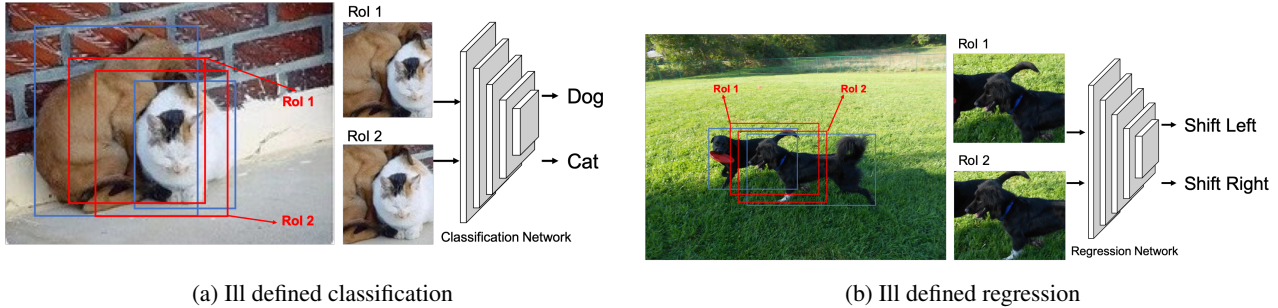 RoI 1
RoI 1
RoI 2
RoI 2
Dog
Cat
Classification Network
(a) Ill defined classification
RoI 1
RoI 1
RoI 2
RoI 2
Shift Left
Shift Right
Regression Network
(b) Ill defined regression